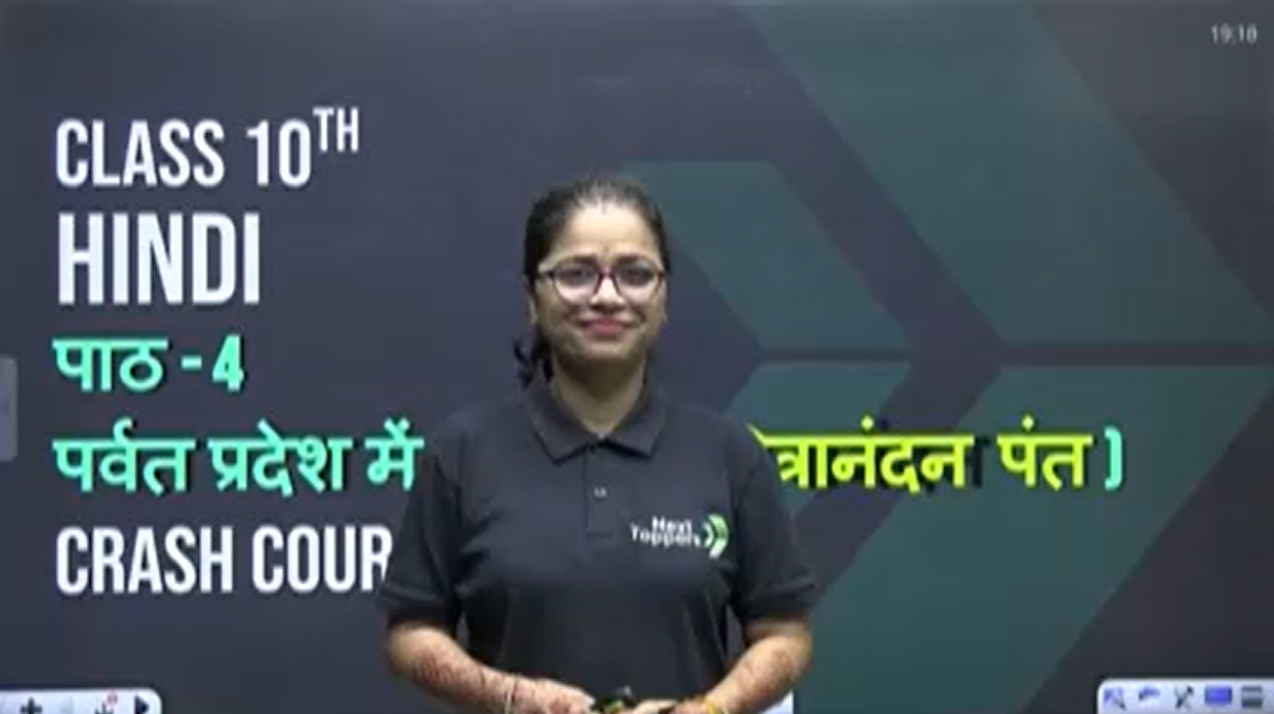 19:18
CLASS 10TH
HINDI
पाठ - 4
पर्वत प्रदेश में त्रानंदन पंत )
CRASH COUR
Next
Toppers